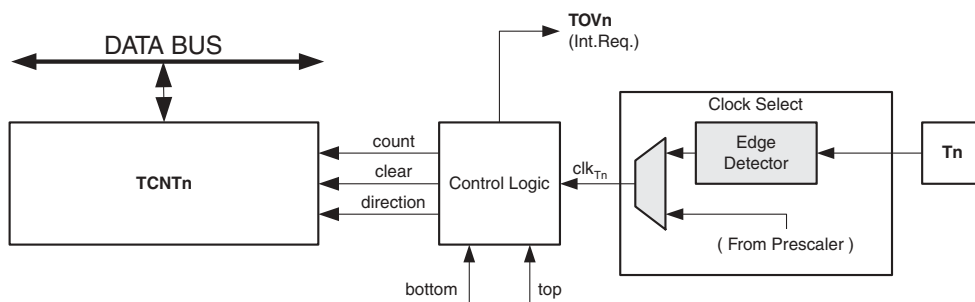 TOVn
(Int.Req.)
DATA BUS
Clock Select
count
Edge
Detector
Tn
TCNTn
clear
Control Logic
clkTn
direction
( From Prescaler )
bottom
top